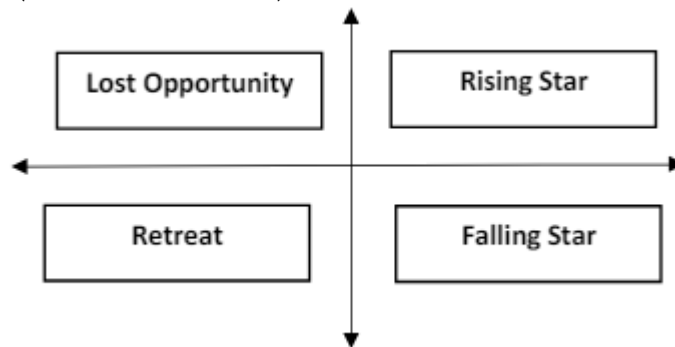 Lost Opportunity
Rising Star
Retreat
Falling Star